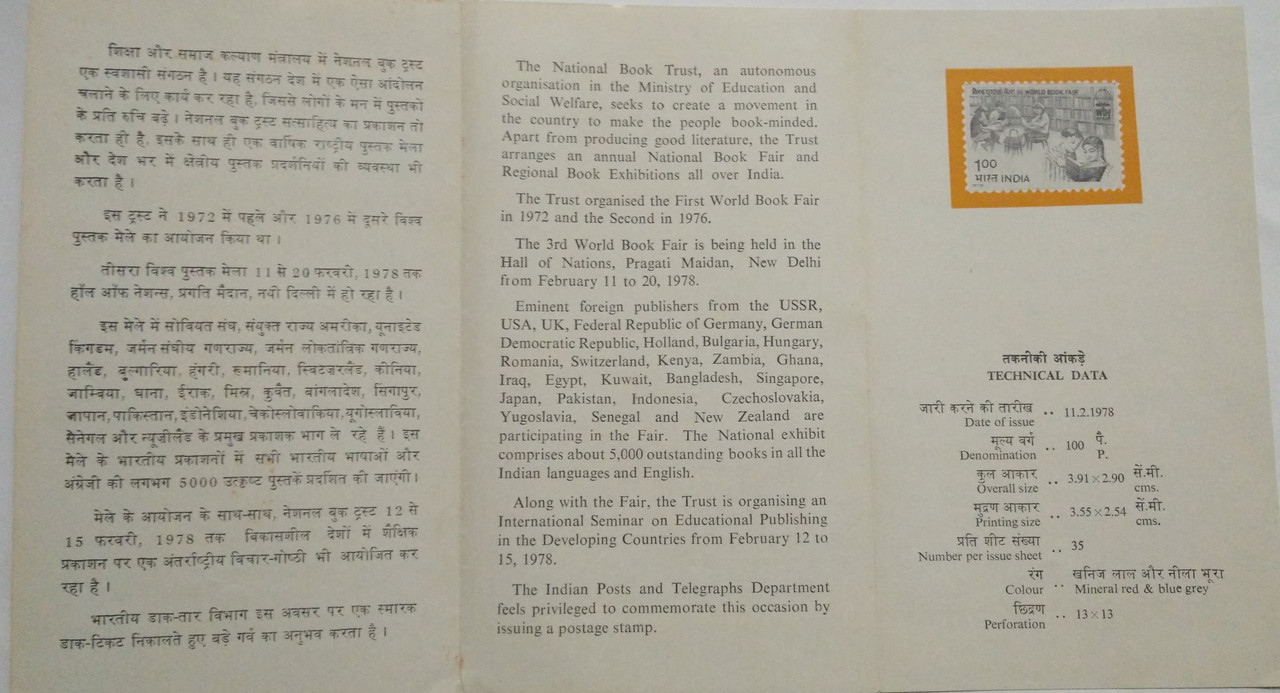 शिक्षा और समाज कल्याण मंत्रालय में नेशनल बुक ट्रस्ट
एक स्वशासी संगठन है । यह संगठन देश में एक ऐसा आंदोलन
चलाने के लिए कार्य कर रहा है, जिससे लोगों के मन में पुस्तकों
के प्रति रुचि बढ़े । नेशनल बुक ट्रस्ट सत्साहित्य का प्रकाशन तो
करता ही है, इसके साथ ही एक वार्षिक राष्ट्रीय पुस्तक मेला
और देश भर में क्षेत्रीय पुस्तक प्रदर्शनियों की व्यवस्था भी
करता है ।
इस ट्रस्ट ने 1972 में पहले और 1976 में दूसरे विश्व
पुस्तक मेले का आयोजन किया था ।
तीसरा विश्व पुस्तक मेला 11 से 20 फरवरी, 1978 तक
हॉल ऑफ नेशन्स, प्रगति मैदान, नयी दिल्ली में हो रहा है ।
इस मेले में सोवियत संघ, संयुक्त राज्य अमरीका, यूनाइटेड
किंगडम, जर्मन संघीय गणराज्य, जर्मन लोकतांत्रिक गणराज्य,
हालैंड, बुल्गारिया, हंगरी, रूमानिया, स्विटज़रलैंड, कीनिया,
जाम्बिया, घाना, ईराक, मिस्र, कुवैत, बांगलादेश, सिंगापुर,
जापान, पाकिस्तान, इंडोनेशिया, चेकोस्लोवाकिया, यूगोस्लाविया,
सैनेगल और न्यूजीलैंड के प्रमुख प्रकाशक भाग ले रहे हैं । इस
मेले के भारतीय प्रकाशनों में सभी भारतीय भाषाओं और
अंग्रेजी की लगभग 5000 उत्कृष्ट पुस्तकें प्रदर्शित की जाएंगी ।
मेले के आयोजन के साथ-साथ, नेशनल बुक ट्रस्ट 12 से
15 फरवरी, 1978 तक विकासशील देशों में शैक्षिक
प्रकाशन पर एक अंतर्राष्ट्रीय विचार-गोष्ठी भी आयोजित कर
रहा है ।
भारतीय डाक-तार विभाग इस अवसर पर एक स्मारक
डाक-टिकट निकालते हुए बड़े गर्व का अनुभव करता है ।
The National Book Trust, an autonomous
organisation in the Ministry of Education and
Social Welfare, seeks to create a movement in
the country to make the people book-minded.
Apart from producing good literature, the Trust
arranges an annual National Book Fair and
Regional Book Exhibitions all over India.
The Trust organised the First World Book Fair
in 1972 and the Second in 1976.
The 3rd World Book Fair is being held in the
Hall of Nations, Pragati Maidan, New Delhi
from February 11 to 20, 1978.
Eminent foreign publishers from the USSR,
USA, UK, Federal Republic of Germany, German
Democratic Republic, Holland, Bulgaria, Hungary,
Romania, Switzerland, Kenya, Zambia, Ghana,
Iraq, Egypt, Kuwait, Bangladesh, Singapore,
Japan, Pakistan, Indonesia, Czechoslovakia,
Yugoslavia, Senegal and New Zealand are
participating in the Fair. The National exhibit
comprises about 5,000 outstanding books in all the
Indian languages and English.
Along with the Fair, the Trust is organising an
International Seminar on Educational Publishing
in the Developing Countries from February 12 to
15, 1978.
The Indian Posts and Telegraphs Department
feels privileged to commemorate this occasion by
issuing a postage stamp.
WORLD BOOK FAIR
1.00
भारत INDIA
तकनीकी आंकड़े
TECHNICAL DATA
जारी करने की तारीख .. 11.2.1978
Date of issue
मूल्य वर्ग .. 100 पै.
Denomination P.
कुल आकार .. 3.91×2.90 सें.मी.
Overall size cms.
मुद्रण आकार .. 3.55×2.54 सें.मी.
Printing size cms.
प्रति शीट संख्या .. 35
Number per issue sheet
रंग .. खनिज लाल और नीला भूरा
Colour Mineral red & blue grey
छिद्रण .. 13×13
Perforation